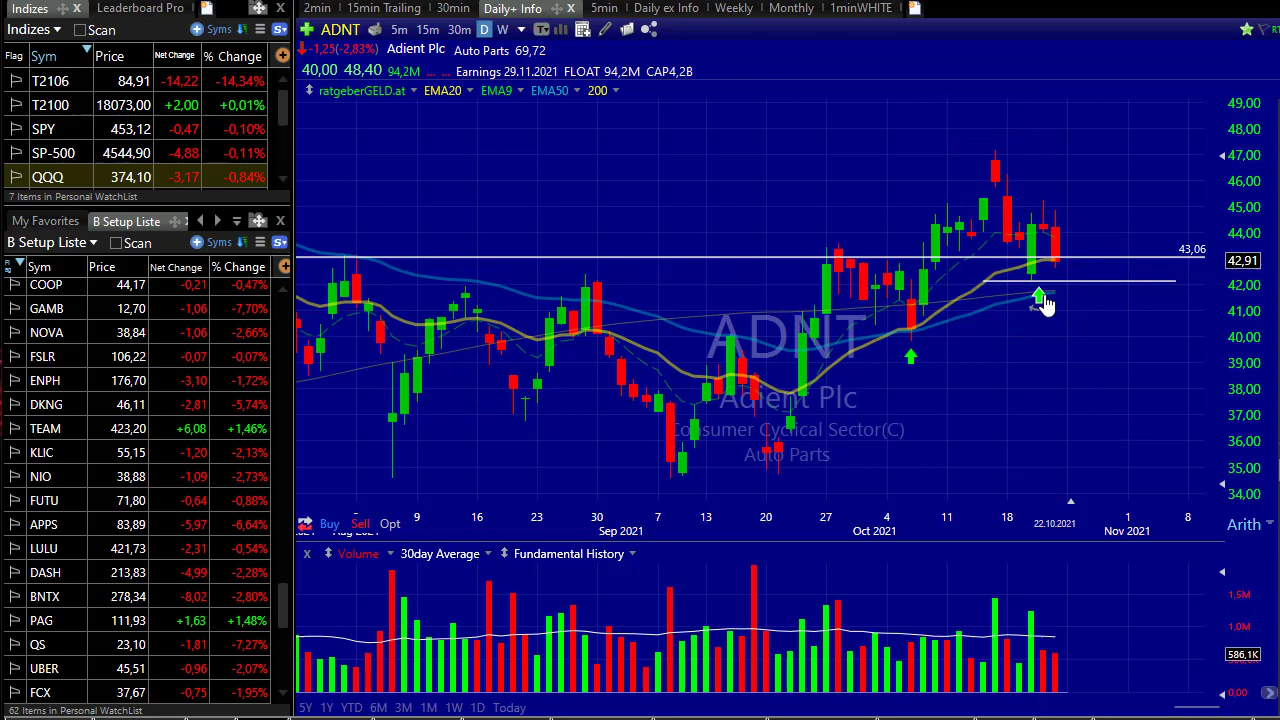 Indizes
Leaderboard Pro
Indizes
Scan
Syms
Flag Sym Price Net Change % Change
T2106 84,91 -14,22 -14,34%
T2100 18073,00 +2,00 +0,01%
SPY 453,12 -0,47 -0,10%
SP-500 4544,90 -4,88 -0,11%
QQQ 374,10 -3,17 -0,84%
7 Items in Personal WatchList
My Favorites
B Setup Liste
B Setup Liste
Scan
Syms
Sym Price Net Change % Change
COOP 44,17 -0,21 -0,47%
GAMB 12,70 -1,06 -7,70%
NOVA 38,84 -1,06 -2,66%
FSLR 106,22 -0,07 -0,07%
ENPH 176,70 -3,10 -1,72%
DKNG 46,11 -2,81 -5,74%
TEAM 423,20 +6,08 +1,46%
KLIC 55,15 -1,20 -2,13%
NIO 38,88 -1,09 -2,73%
FUTU 71,80 -0,64 -0,88%
APPS 83,89 -5,97 -6,64%
LULU 421,73 -2,31 -0,54%
DASH 213,83 -4,99 -2,28%
BNTX 278,34 -8,02 -2,80%
PAG 111,93 +1,63 +1,48%
QS 23,10 -1,81 -7,27%
UBER 45,51 -0,96 -2,07%
FCX 37,67 -0,75 -1,95%
62 Items in Personal WatchList
2min 15min Trailing 30min Daily+ Info 5min Daily ex Info Weekly Monthly 1minWHITE
ADNT 5m 15m 30m D W
-1,25(-2,83%) Adient Plc Auto Parts 69,72
40,00 48,40 94,2M ... ... Earnings 29.11.2021 FLOAT 94,2M CAP4,2B
ratgeberGELD.at EMA20 EMA9 EMA50 200
49,00
48,00
47,00
46,00
45,00
44,00
43,06
42,91
42,00
41,00
40,00
39,00
38,00
37,00
36,00
35,00
34,00
ADNT
Adient Plc
Consumer Cyclical Sector(C)
Auto Parts
Buy Sell Opt
9 16 23 30 7 13 20 27 4 11 18 22.10.2021 1 8
Aug 2021 Sep 2021 Oct 2021 Nov 2021
Arith
X Volume 30day Average Fundamental History
1,5M
1,0M
586,1K
0,00
5Y 1Y YTD 6M 3M 1M 1W 1D Today